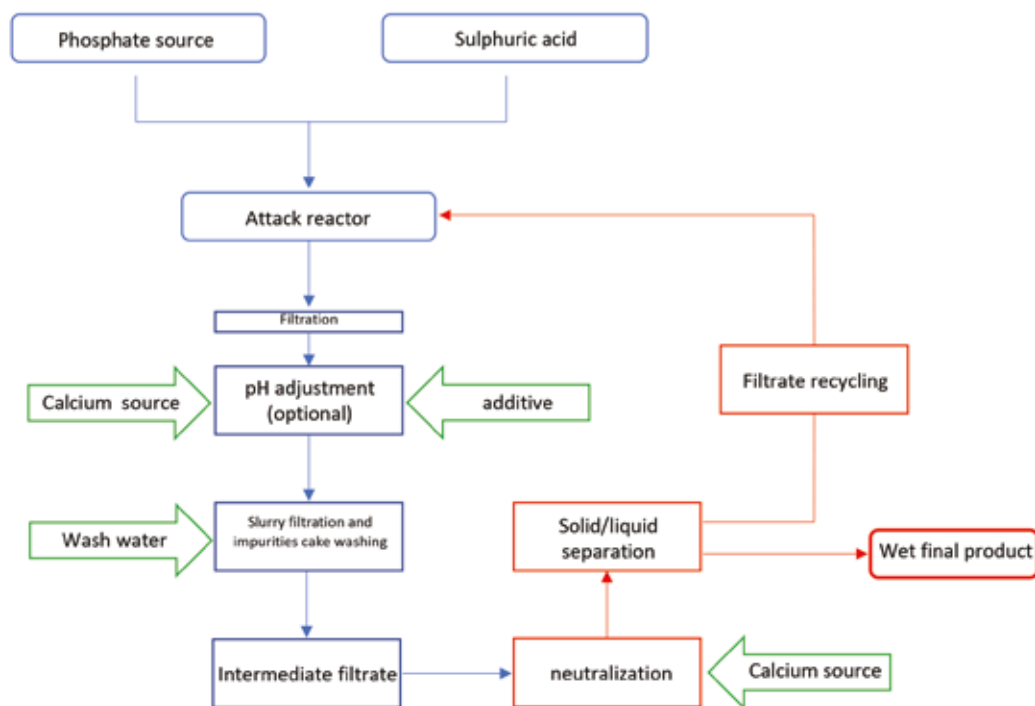 Phosphate source
Sulphuric acid
Attack reactor
Filtration
Calcium source
pH adjustment
(optional)
additive
Filtrate recycling
Wash water
Slurry filtration and
impurities cake washing
Solid/liquid
separation
Wet final product
Intermediate filtrate
neutralization
Calcium source